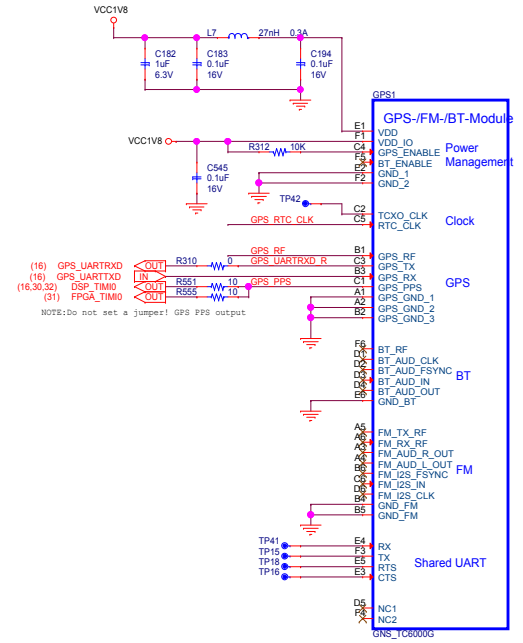 VCC1V8
L7 27nH 0.3A
C182 C183 C194
1uF 0.1uF 0.1uF
6.3V 16V 16V
GPS1
GPS-/FM-/BT-Module
E1 VDD
F1 VDD_IO
VCC1V8
R312 10K
C4 GPS_ENABLE
Power
F5 BT_ENABLE
Management
E2 GND_1
F2 GND_2
C545
0.1uF
16V
TP42
C2 TCXO_CLK
GPS_RTC_CLK
C5 RTC_CLK
Clock
GPS_RF
B1 GPS_RF
(16) GPS_UARTRXD OUT R310 0 GPS_UARTRXD_R
C3 GPS_TX
(16) GPS_UARTTXD IN
B3 GPS_RX
(16,30,32) DSP_TIMI0 OUT R551 10 GPS_PPS
C1 GPS_PPS
GPS
(31) FPGA_TIMI0 OUT R555 10
A1 GPS_GND_1
A2 GPS_GND_2
B2 GPS_GND_3
NOTE:Do not set a jumper! GPS PPS output
F6 BT_RF
D1 BT_AUD_CLK
D2 BT_AUD_FSYNC
D3 BT_AUD_IN
BT
D4 BT_AUD_OUT
E6 GND_BT
A5 FM_TX_RF
A6 FM_RX_RF
A3 FM_AUD_R_OUT
A4 FM_AUD_L_OUT
FM
B6 FM_I2S_FSYNC
C6 FM_I2S_IN
D6 FM_I2S_CLK
B4 GND_FM
B5 GND_FM
TP41 E4 RX
TP15 F3 TX
TP18 E5 RTS
Shared UART
TP16 E3 CTS
D5 NC1
F4 NC2
GNS_TC6000G